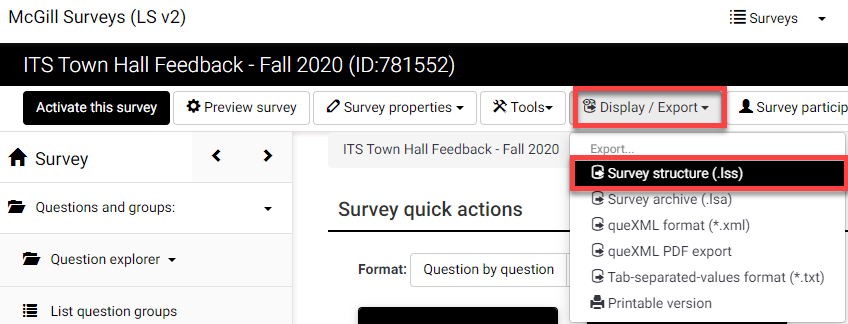 McGill Surveys (LS v2)
Surveys
ITS Town Hall Feedback - Fall 2020 (ID:781552)
Activate this survey
Preview survey
Survey properties
Tools
Display / Export
Survey particip
Survey
ITS Town Hall Feedback - Fall 2020
Export...
Survey structure (.lss)
Survey archive (.lsa)
queXML format (*.xml)
queXML PDF export
Tab-separated-values format (*.txt)
Printable version
Questions and groups:
Survey quick actions
Question explorer
Format:
Question by question
List question groups